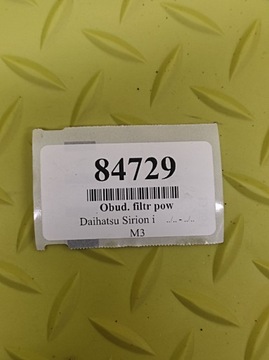 84729
Obud. filtr pow
Daihatsu Sirion i ../.. - ../..
M3